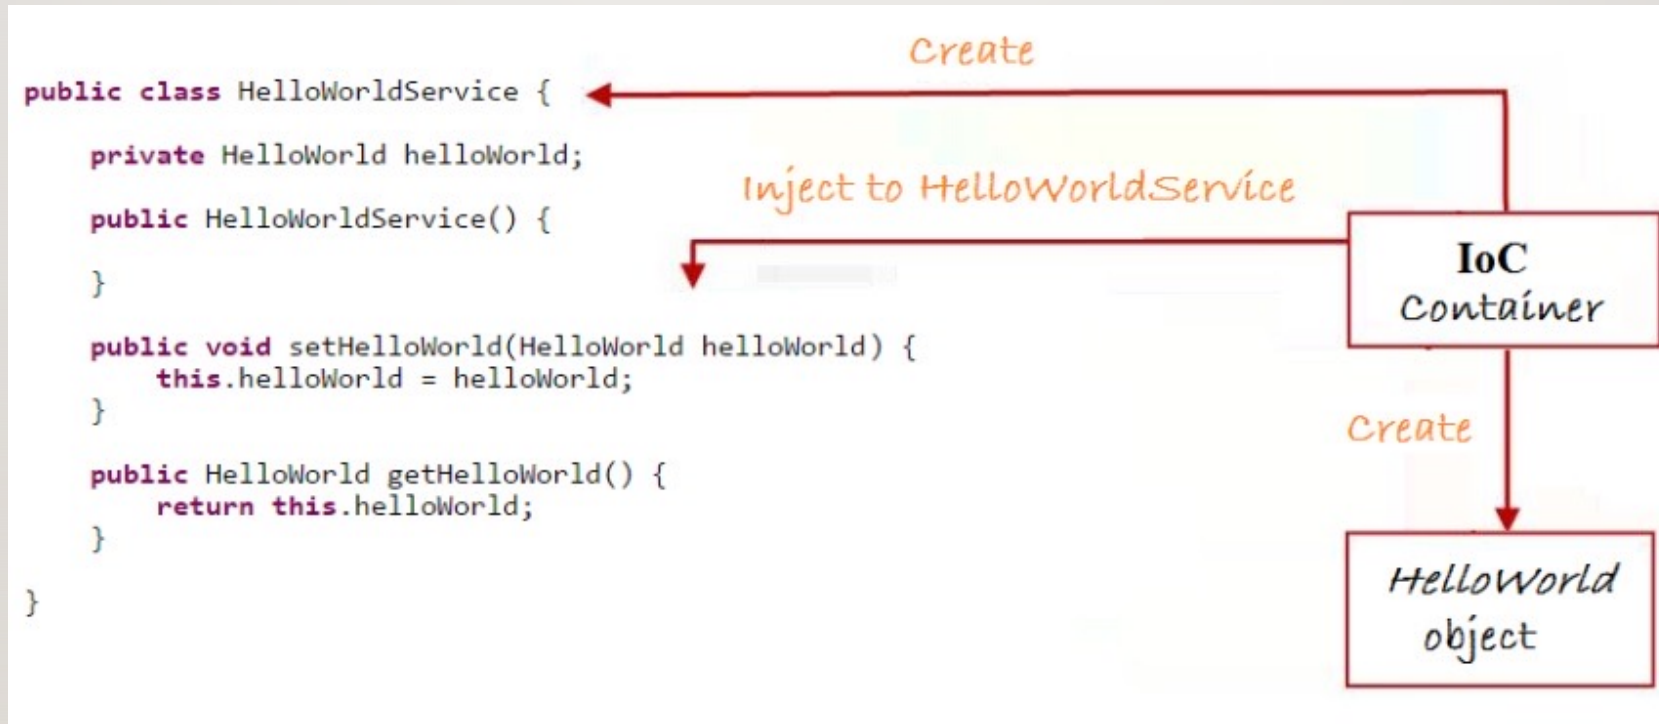 Create
public class HelloWorldService {
private HelloWorld helloWorld;
Inject to HelloWorldService
public HelloWorldService() {
}
IoC
Container
public void setHelloWorld(HelloWorld helloWorld) {
this.helloWorld = helloWorld;
}
Create
public HelloWorld getHelloWorld() {
return this.helloWorld;
}
HelloWorld
object
}